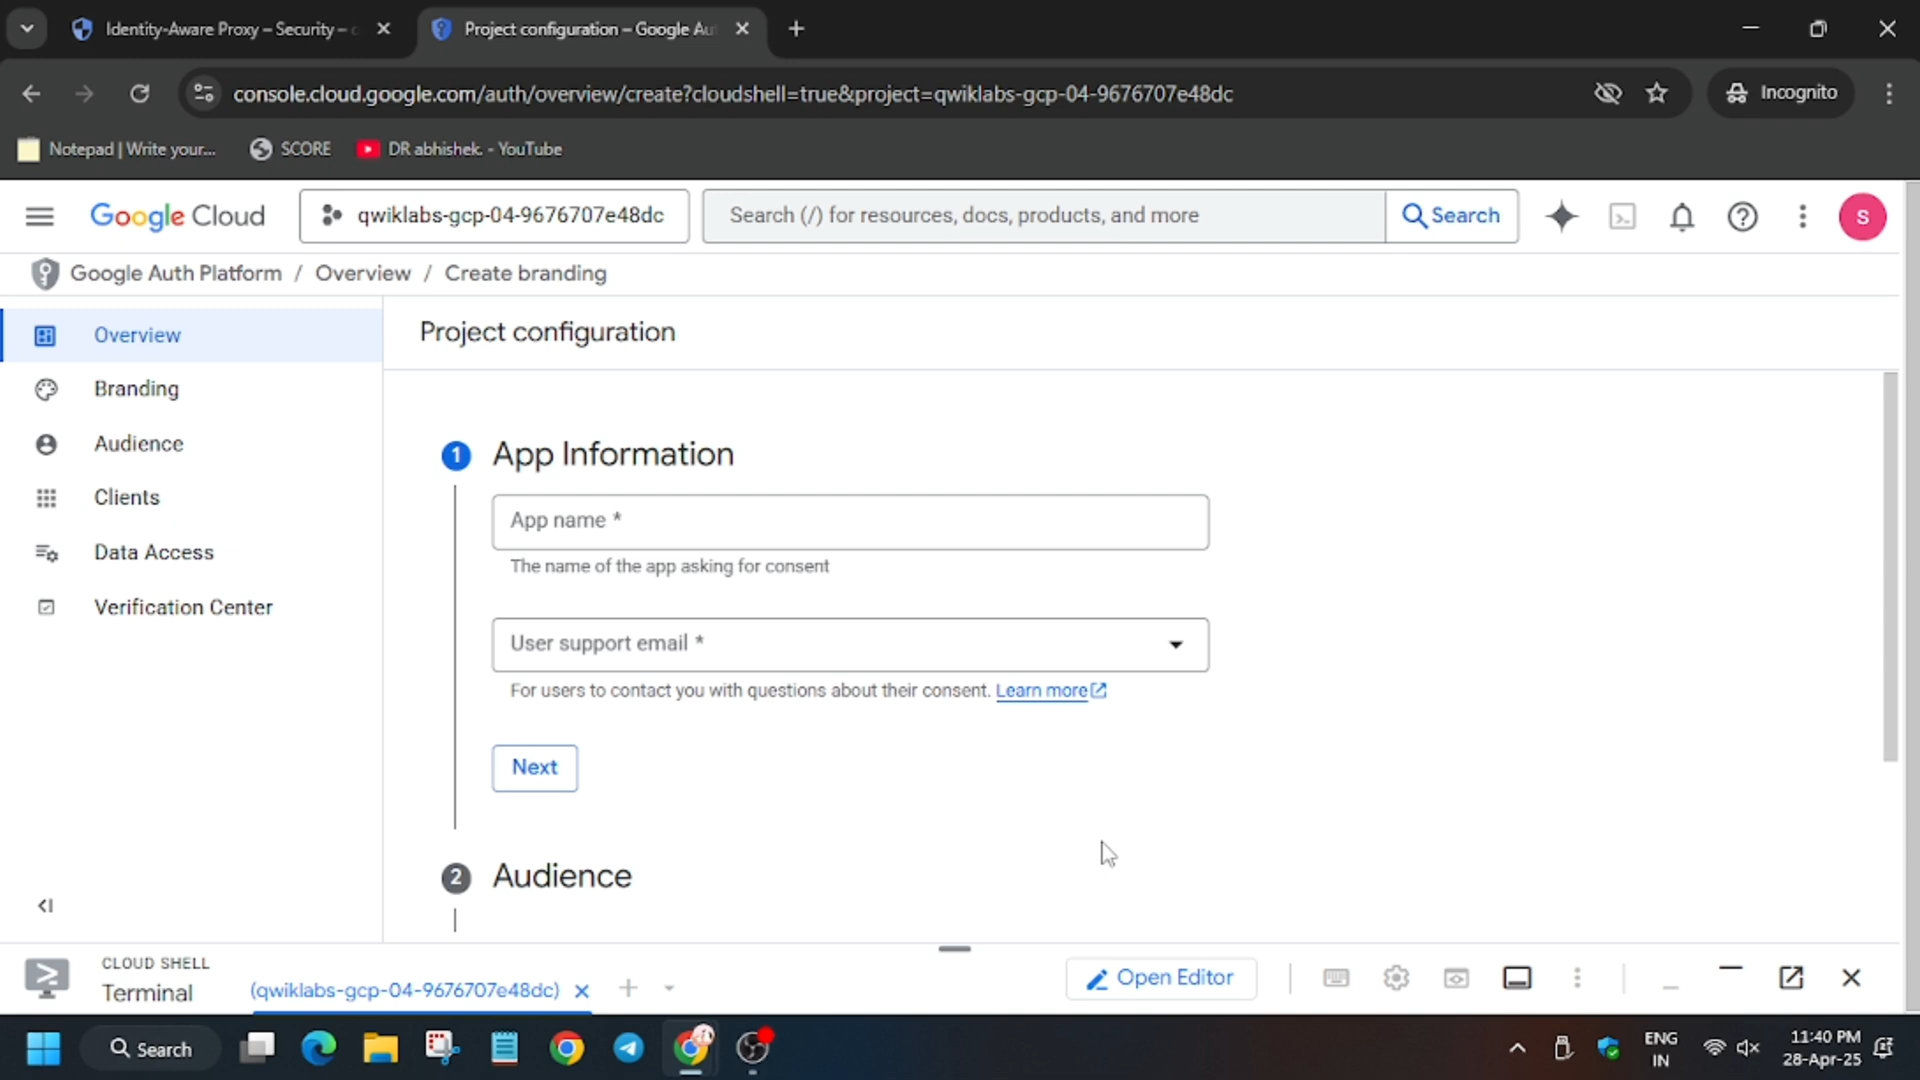 Identity-Aware Proxy – Security –
Project configuration – Google Au
console.cloud.google.com/auth/overview/create?cloudshell=true&project=qwiklabs-gcp-04-9676707e48dc
Incognito
Notepad | Write your...
SCORE
DR abhishek. - YouTube
Google Cloud
qwiklabs-gcp-04-9676707e48dc
Search (/) for resources, docs, products, and more
Search
S
Google Auth Platform / Overview / Create branding
Overview
Project configuration
Branding
Audience
Clients
Data Access
Verification Center
1 App Information
App name *
The name of the app asking for consent
User support email *
For users to contact you with questions about their consent. Learn more
Next
2 Audience
CLOUD SHELL
Terminal
(qwiklabs-gcp-04-9676707e48dc)
Open Editor
Search
ENG
IN
11:40 PM
28-Apr-25